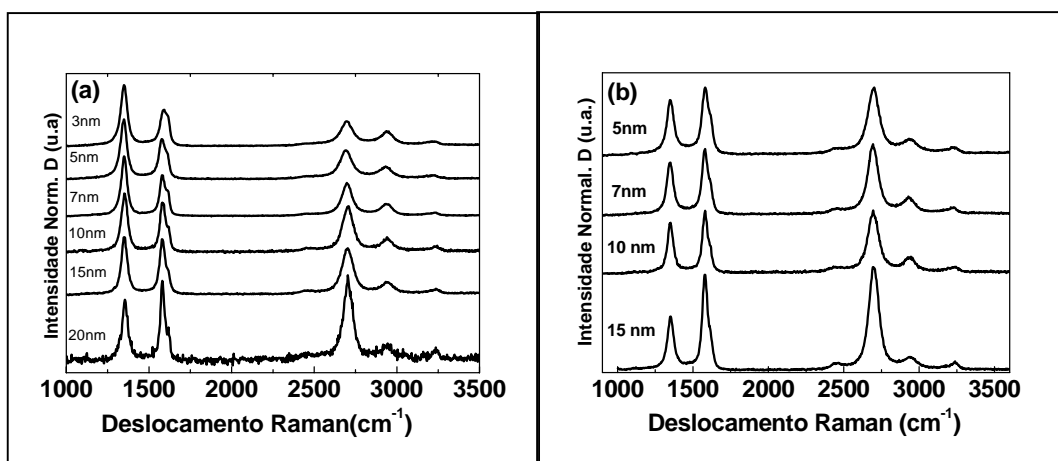 (a)
3nm
5nm
7nm
10nm
15nm
20nm
Intensidade Norm. D (u.a)
1000 1500 2000 2500 3000 3500
Deslocamento Raman(cm-1)
(b)
5nm
7nm
10 nm
15 nm
Intensidade Normal. D (u.a.)
1000 1500 2000 2500 3000 3500
Deslocamento Raman (cm-1)